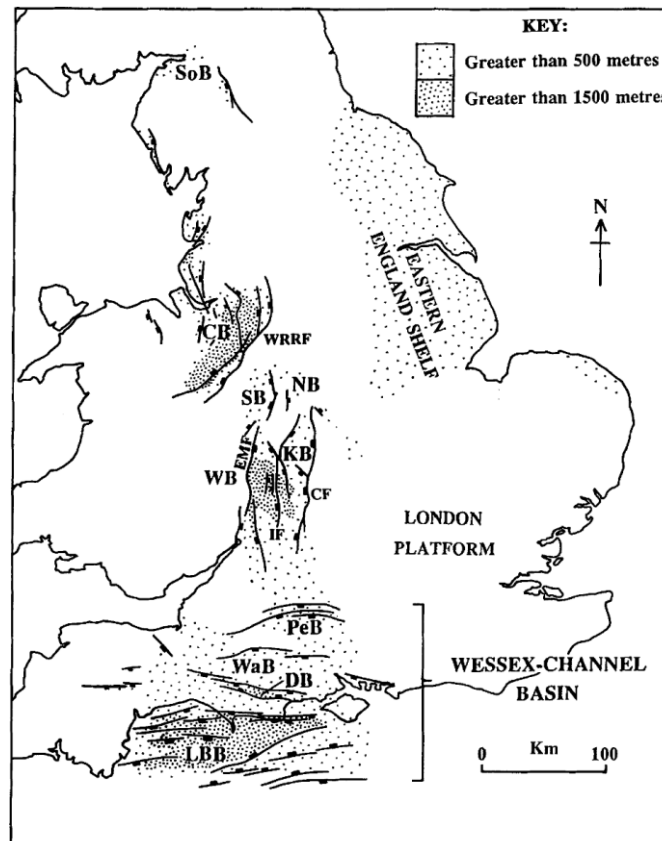 KEY:
Greater than 500 metres
Greater than 1500 metres
SoB
N
EASTERN
ENGLAND SHELF
CB
WRRF
SB
NB
EMF
WB
KB
CF
IF
LONDON
PLATFORM
PeB
WaB
DB
WESSEX-CHANNEL
BASIN
LBB
Km
0
100